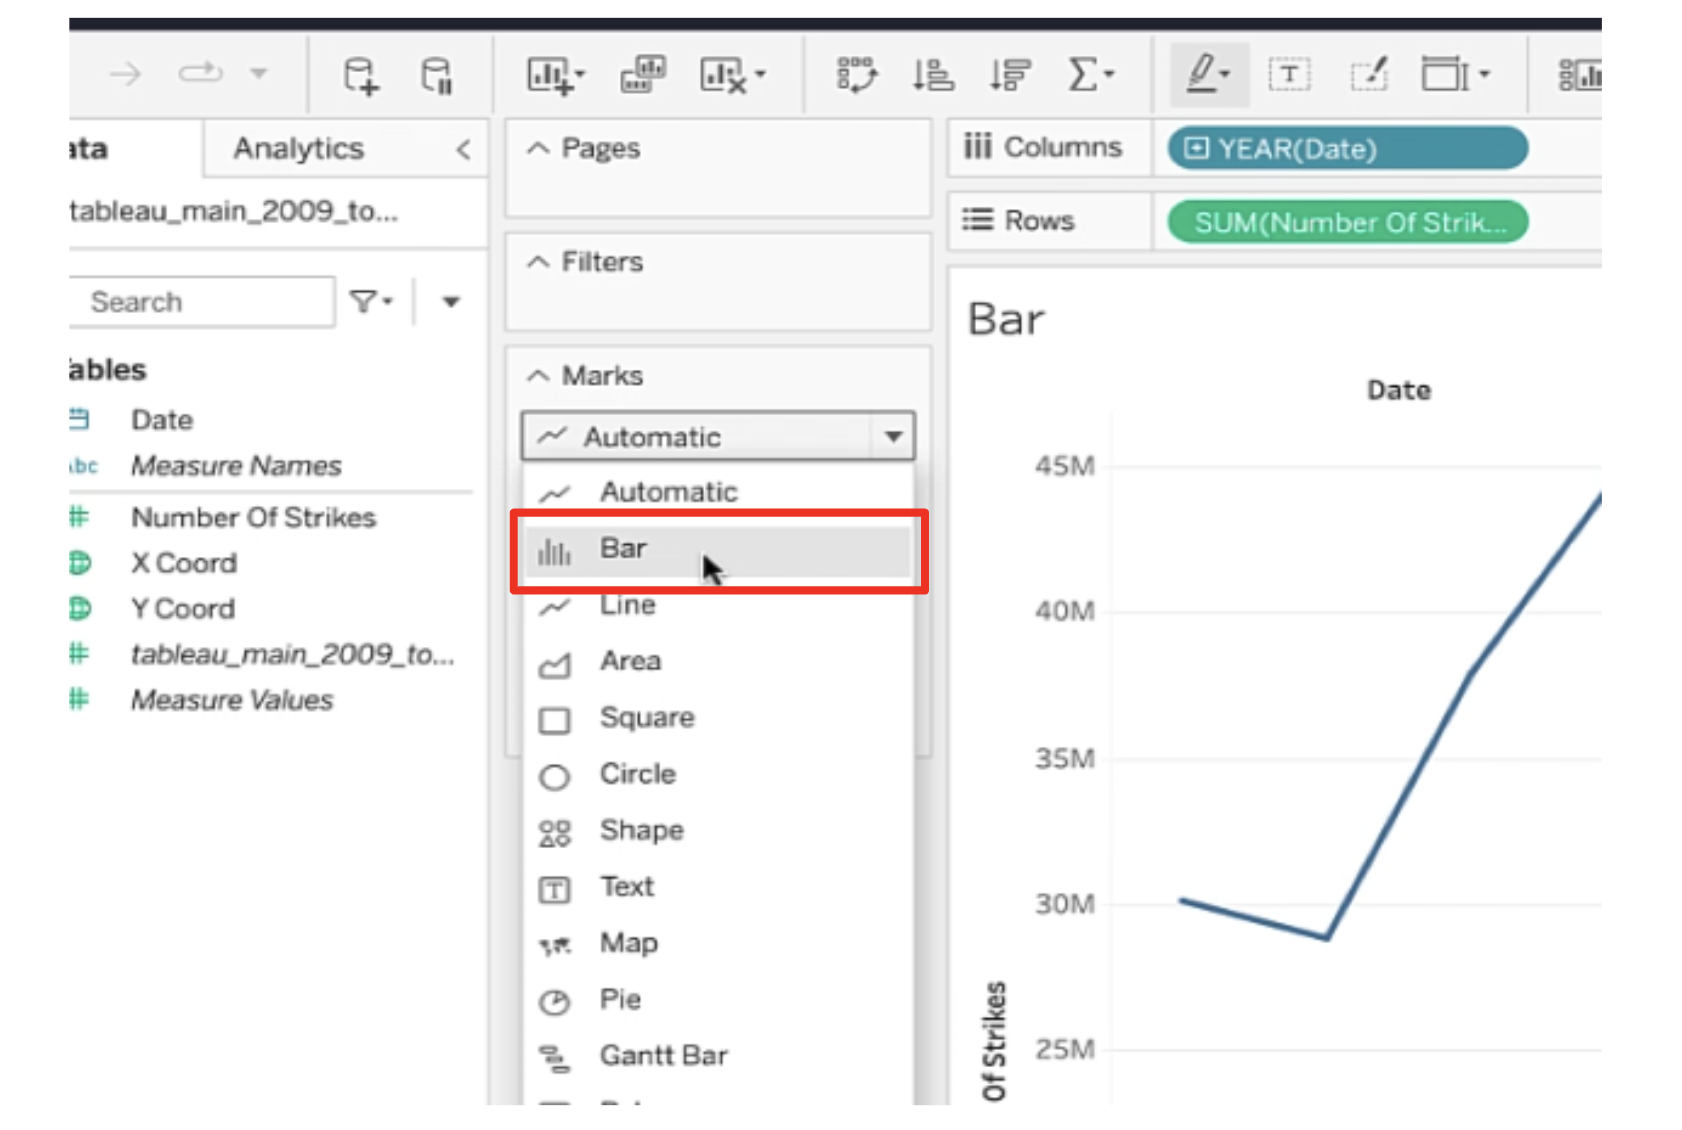 ata
Analytics
tableau_main_2009_to...
Search
Tables
Date
Abc Measure Names
Number Of Strikes
X Coord
Y Coord
tableau_main_2009_to...
Measure Values
Pages
Filters
Marks
Automatic
Automatic
Bar
Line
Area
Square
Circle
Shape
Text
Map
Pie
Gantt Bar
Columns
YEAR(Date)
Rows
SUM(Number Of Strik...
Bar
Date
45M
40M
35M
30M
25M
Of Strikes